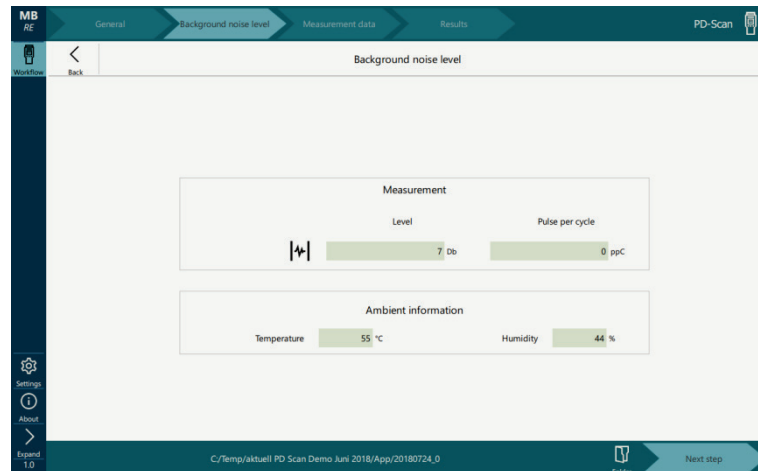 MB
RE
General
Background noise level
Measurement data
Results
PD-Scan
Workflow
Back
Background noise level
Measurement
Level
Pulse per cycle
7 Db
0 ppC
Ambient information
Temperature 55 °C
Humidity 44 %
Settings
About
Expand
1.0
C:/Temp/aktuell PD Scan Demo Juni 2018/App/20180724_0
Next step